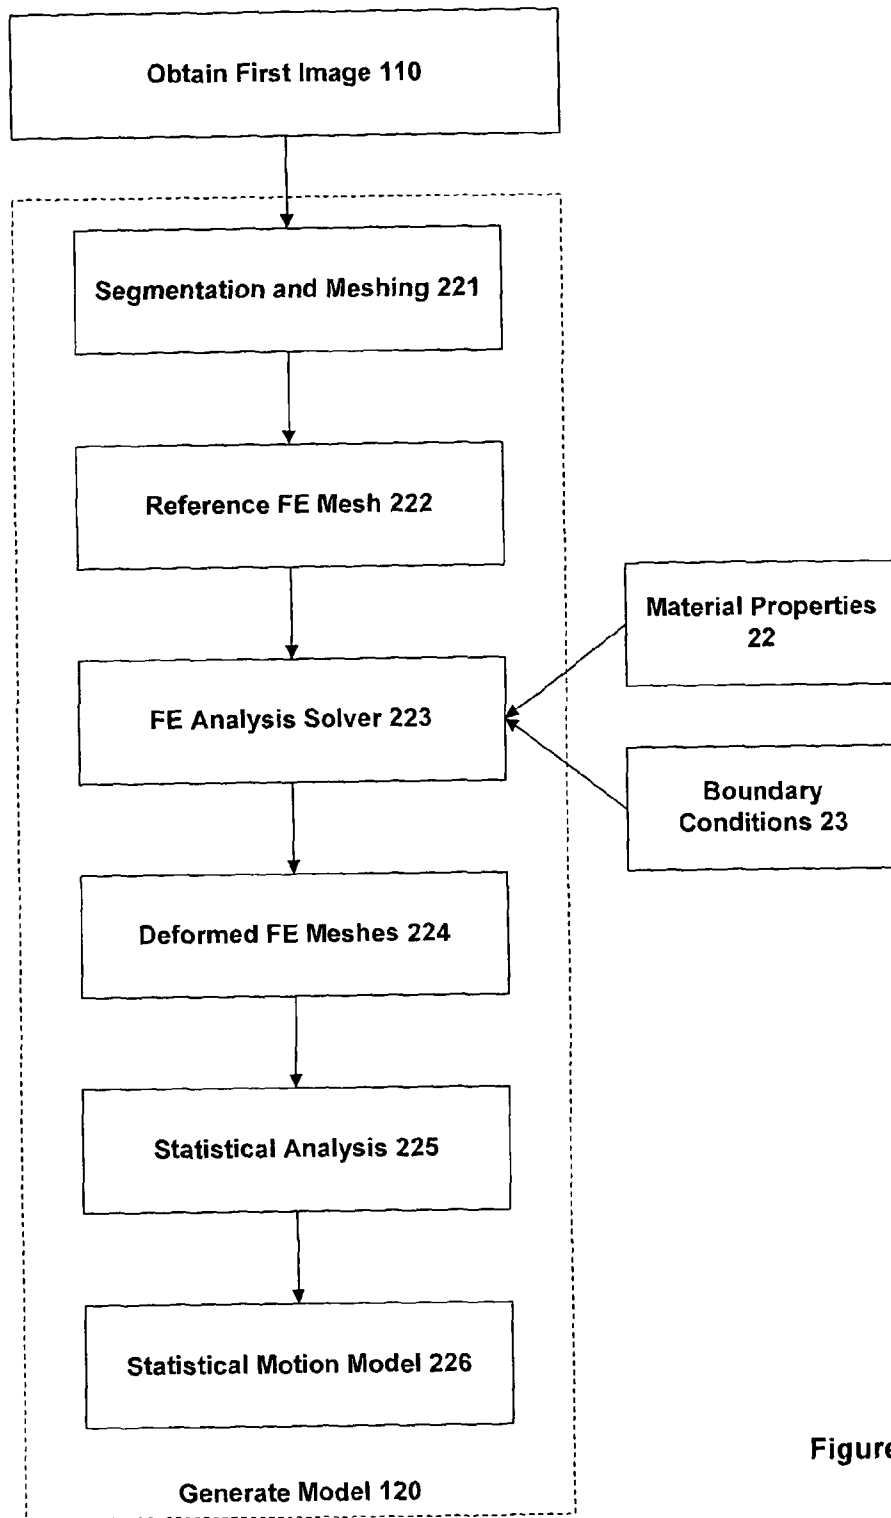 Obtain First Image 110
Segmentation and Meshing 221
Reference FE Mesh 222
Material Properties
22
FE Analysis Solver 223
Boundary
Conditions 23
Deformed FE Meshes 224
Statistical Analysis 225
Statistical Motion Model 226
Figure
Generate Model 120